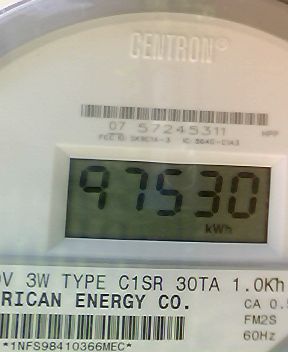 CENTRON®
07 57245311
97530
kWh
V 3W TYPE C1SR 30TA 1.0Kh
RICAN ENERGY CO.
CA 0.
FM2S
60Hz
*1NFS98410366MEC*